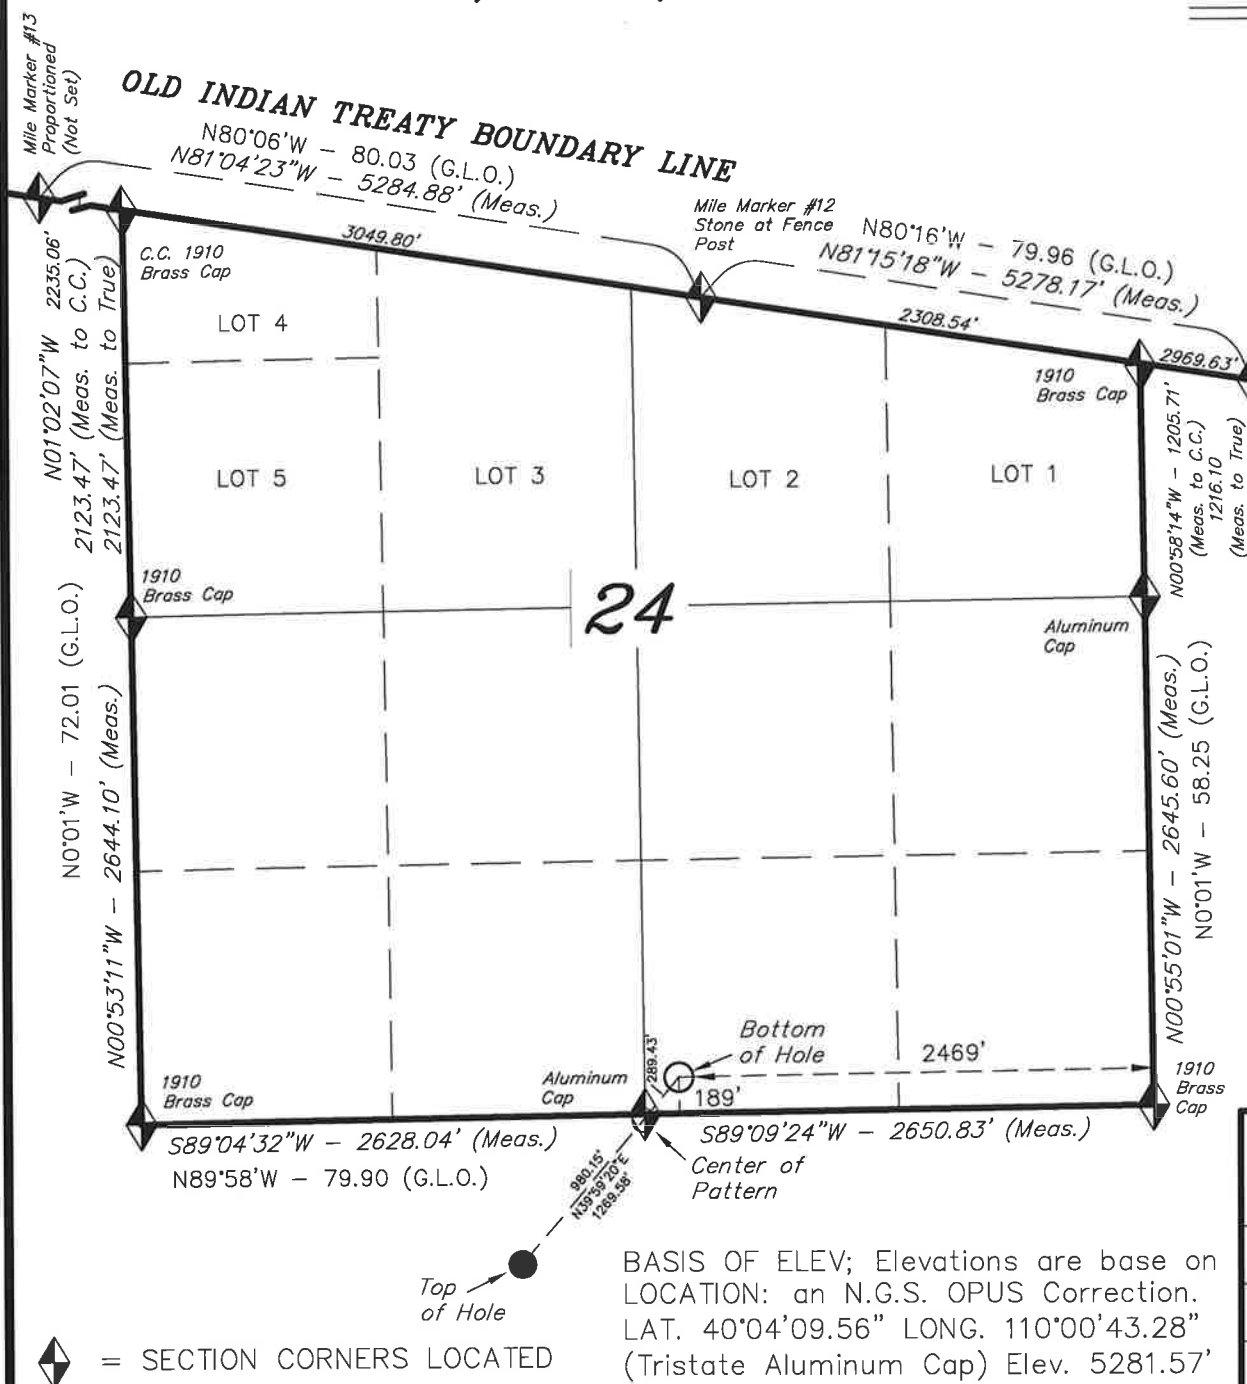 Mile Marker #13
Proportioned
(Not Set)
OLD INDIAN TREATY BOUNDARY LINE
N80°06'W - 80.03 (G.L.O.)
N81°04'23"W - 5284.88' (Meas.)
Mile Marker #12
Stone at Fence
Post
N80°16'W - 79.96 (G.L.O.)
N81°15'18"W - 5278.17' (Meas.)
3049.80'
2308.54'
2969.63'
2235.06'
C.C. 1910
Brass Cap
1910
Brass Cap
LOT 4
LOT 5
LOT 3
LOT 2
LOT 1
N01°02'07"W
2123.47' (Meas. to C.C.)
2123.47' (Meas. to True)
N00°58'14"W - 1205.71'
(Meas. to C.C.)
1216.10
(Meas. to True)
1910
Brass Cap
24
Aluminum
Cap
N0°01'W - 72.01 (G.L.O.)
N00°53'11"W - 2644.10' (Meas.)
N00°55'01"W - 2645.60' (Meas.)
N0°01'W - 58.25 (G.L.O.)
Bottom
of Hole
2469'
289.43'
189'
1910
Brass Cap
Aluminum
Cap
1910
Brass
Cap
S89°04'32"W - 2628.04' (Meas.)
N89°58'W - 79.90 (G.L.O.)
S89°09'24"W - 2650.83' (Meas.)
Center of
Pattern
980.15'
N39°59'20"E
1269.58'
Top
of Hole
BASIS OF ELEV; Elevations are base on
LOCATION: an N.G.S. OPUS Correction.
LAT. 40°04'09.56" LONG. 110°00'43.28"
(Tristate Aluminum Cap) Elev. 5281.57'
= SECTION CORNERS LOCATED